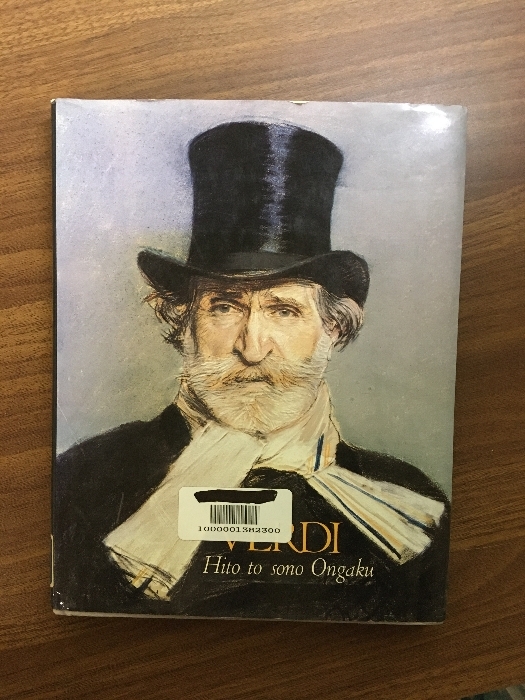 1000001382300
VERDI
Hito to sono Ongaku